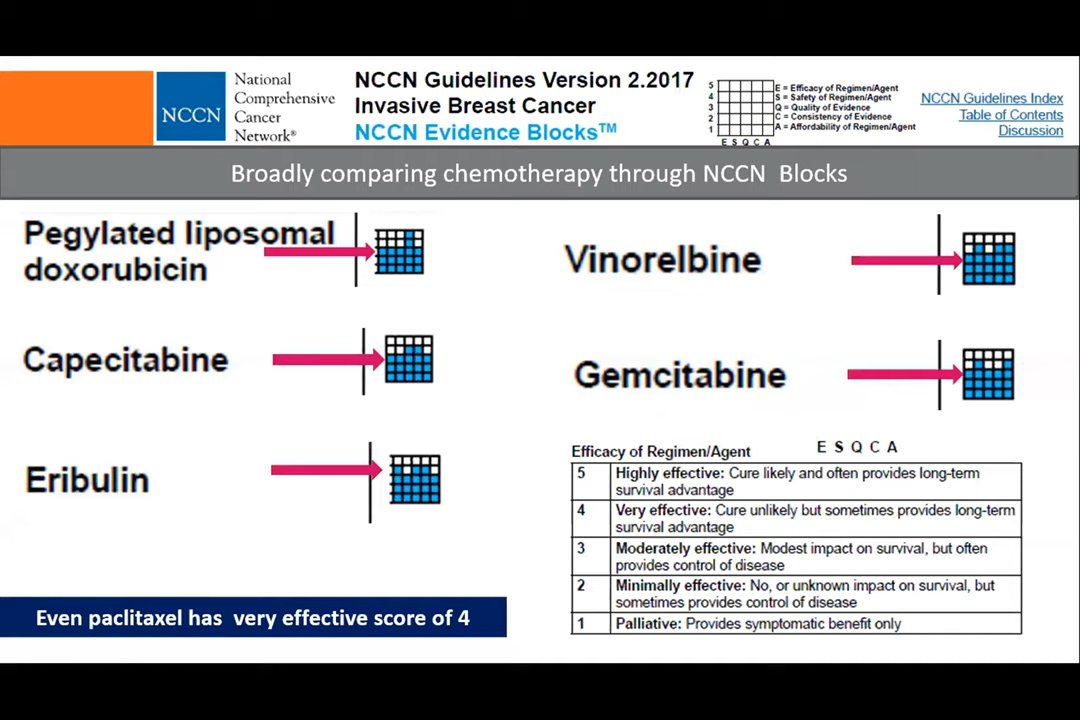 NCCN
National
Comprehensive
Cancer
Network®
NCCN Guidelines Version 2.2017
Invasive Breast Cancer
NCCN Evidence Blocks™
5
4
3
2
1
E S Q C A
E = Efficacy of Regimen/Agent
S = Safety of Regimen/Agent
Q = Quality of Evidence
C = Consistency of Evidence
A = Affordability of Regimen/Agent
NCCN Guidelines Index
Table of Contents
Discussion
Broadly comparing chemotherapy through NCCN Blocks
Pegylated liposomal
doxorubicin
Capecitabine
Eribulin
Vinorelbine
Gemcitabine
Efficacy of Regimen/Agent
E S Q C A
5 Highly effective: Cure likely and often provides long-term
survival advantage
4 Very effective: Cure unlikely but sometimes provides long-term
survival advantage
3 Moderately effective: Modest impact on survival, but often
provides control of disease
2 Minimally effective: No, or unknown impact on survival, but
sometimes provides control of disease
1 Palliative: Provides symptomatic benefit only
Even paclitaxel has very effective score of 4